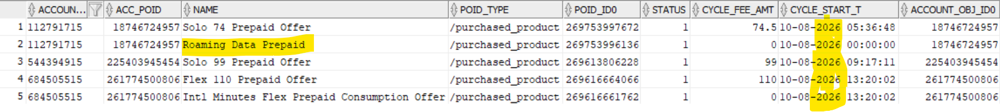 ACCOUN... ACC_POID NAME POID_TYPE POID_ID0 STATUS CYCLE_FEE_AMT CYCLE_START_T ACCOUNT_OBJ_ID0
1 112791715 18746724957 Solo 74 Prepaid Offer /purchased_product 269753997672 1 74.5 10-08-2026 05:36:48 18746724957
2 112791715 18746724957 Roaming Data Prepaid /purchased_product 269753996136 1 0 10-08-2026 00:00:00 18746724957
3 544394915 225403945454 Solo 99 Prepaid Offer /purchased_product 269613806228 1 99 10-08-2026 09:17:11 225403945454
4 684505515 261774500806 Flex 110 Prepaid Offer /purchased_product 269616664066 1 110 10-08-2026 13:20:02 261774500806
5 684505515 261774500806 Intl Minutes Flex Prepaid Consumption Offer /purchased_product 269616661762 1 0 10-08-2026 13:20:02 261774500806